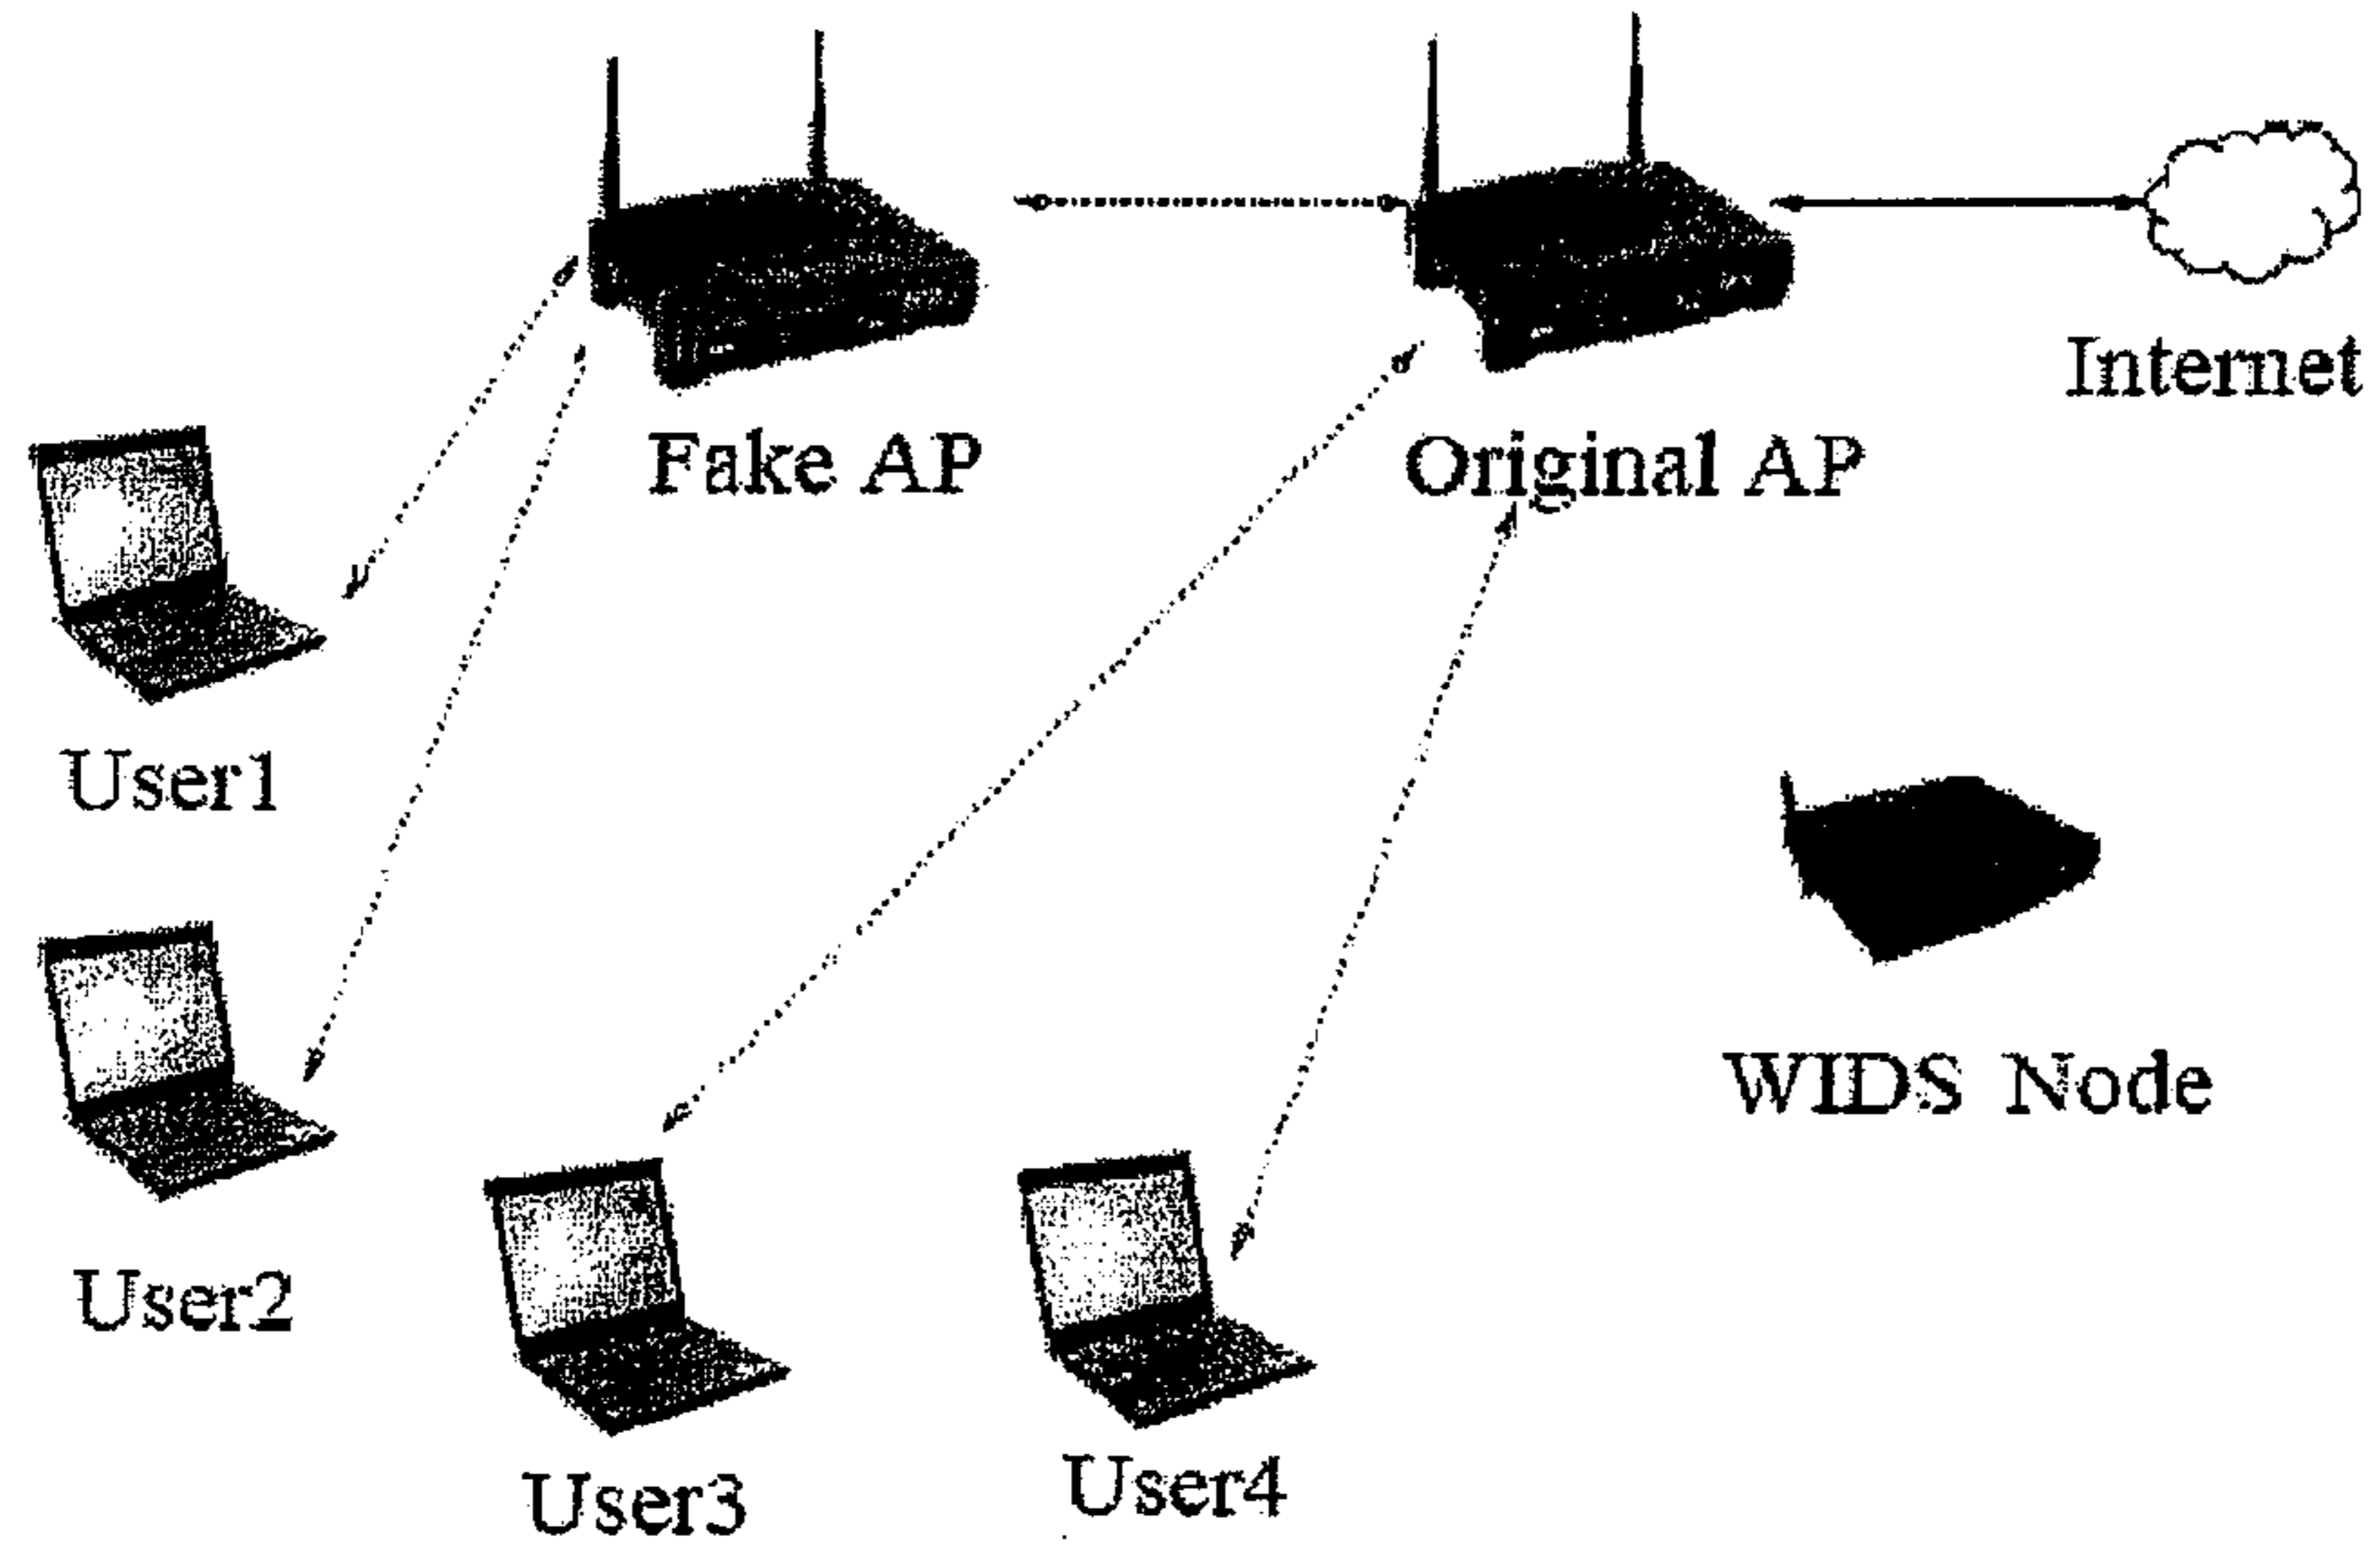 Internet
Fake AP
Original AP
User1
WIDS Node
User2
User3
User4